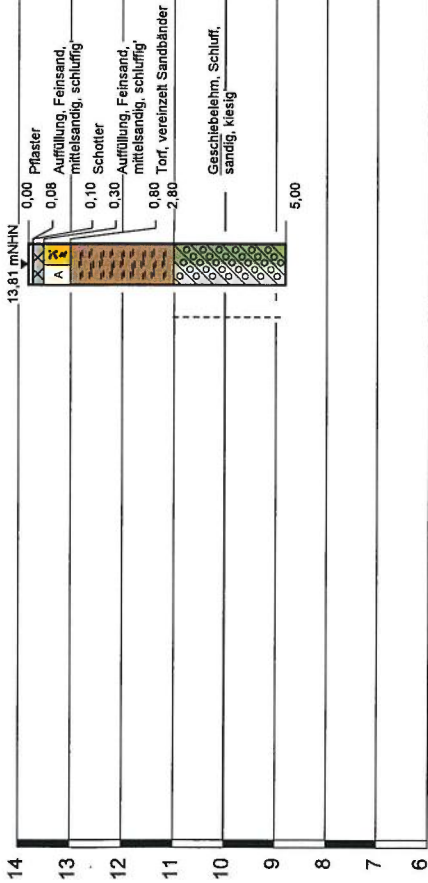 13,81 mNHN
0,00 Pflaster
0,08 Auffüllung, Feinsand,
mittelsandig, schluffig'
0,10 Schotter
0,30 Auffüllung, Feinsand,
mittelsandig, schluffig'
0,80 Torf, vereinzelt Sandbänder
2,80
Geschiebelehm, Schluff,
sandig, kiesig
5,00
A
14
13
12
11
10
9
8
7
6